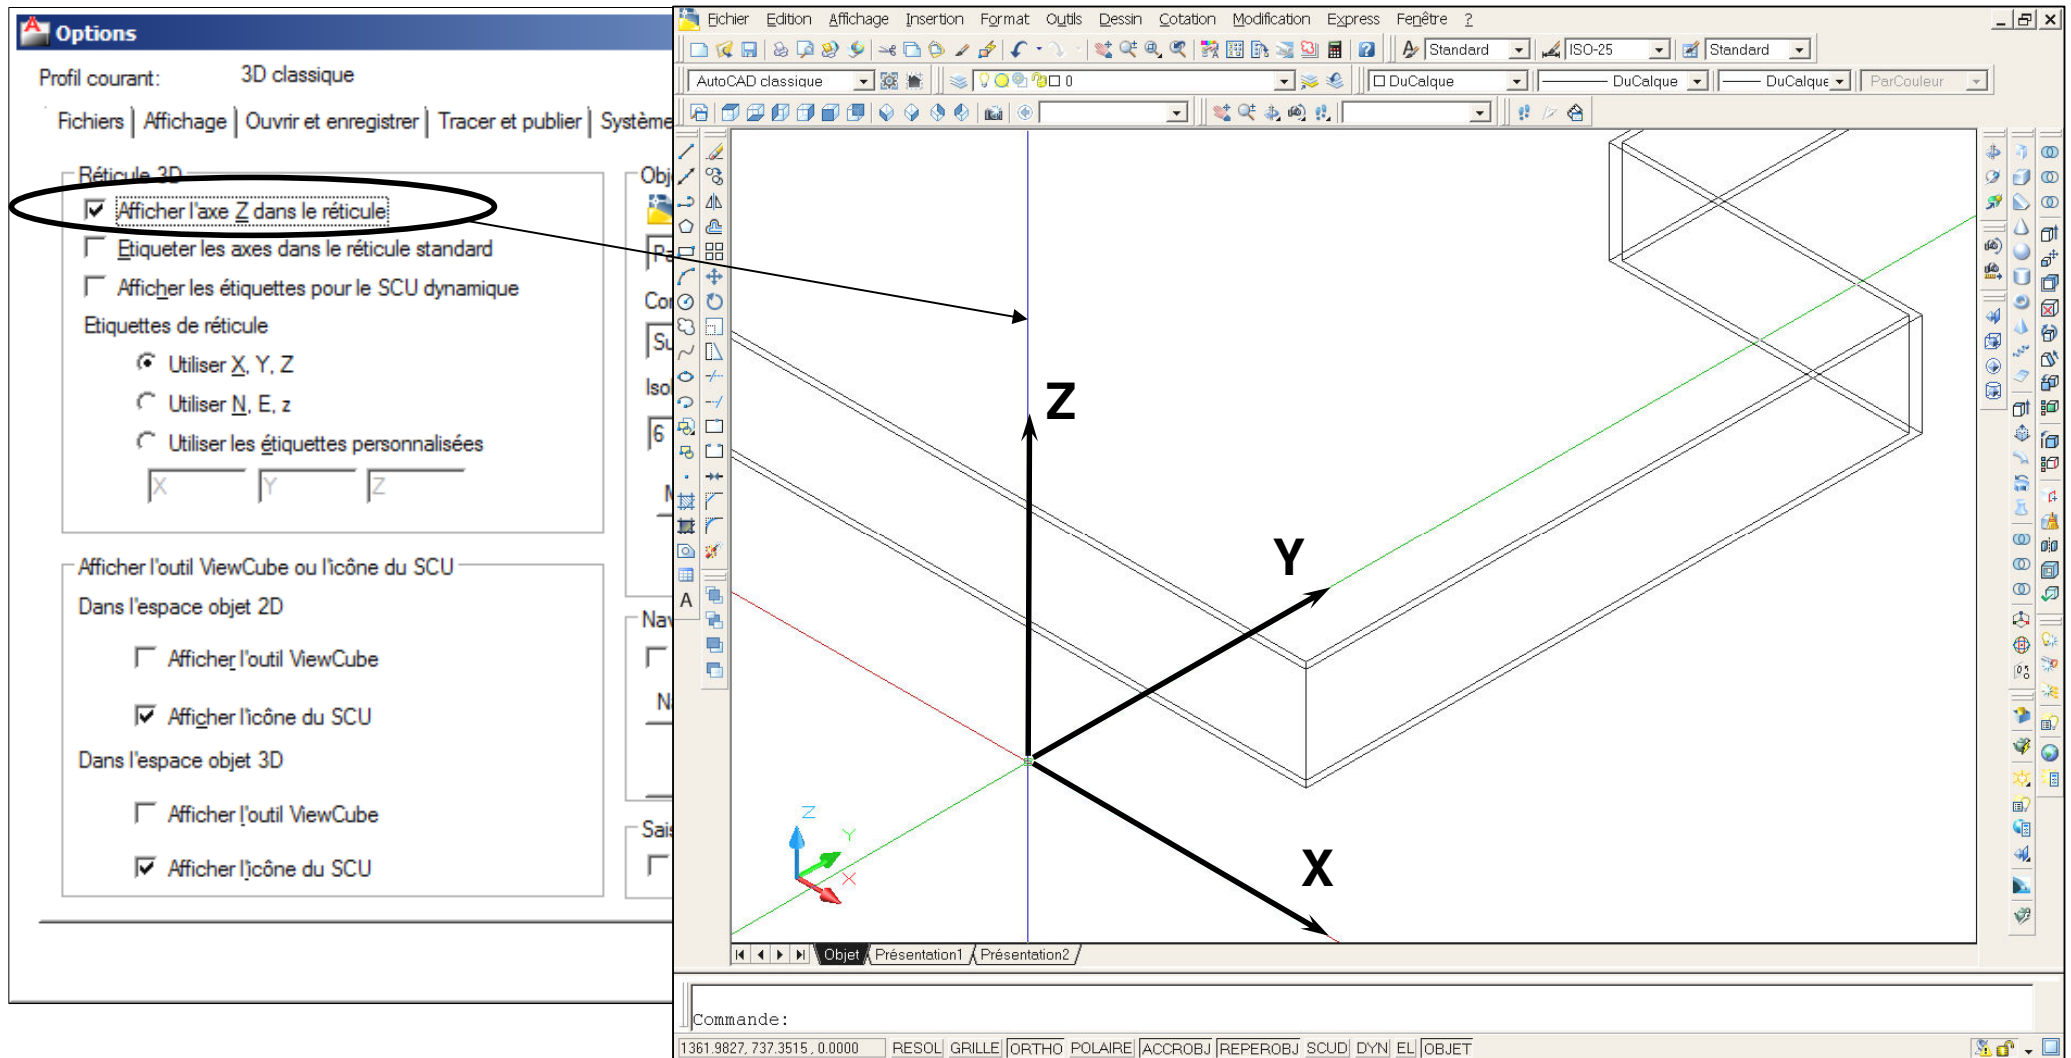 Options
Profil courant: 3D classique
Fichiers Affichage Ouvrir et enregistrer Tracer et publier Système
Réticule 3D
Afficher l'axe Z dans le réticule
Etiqueter les axes dans le réticule standard
Afficher les étiquettes pour le SCU dynamique
Etiquettes de réticule
Utiliser X, Y, Z
Utiliser N, E, z
Utiliser les étiquettes personnalisées
X Y Z
Afficher l'outil ViewCube ou l'icône du SCU
Dans l'espace objet 2D
Afficher l'outil ViewCube
Afficher l'icône du SCU
Dans l'espace objet 3D
Afficher l'outil ViewCube
Afficher l'icône du SCU
6
Fichier Edition Affichage Insertion Format Outils Dessin Cotation Modification Express Fenêtre ?
Standard ISO-25 Standard
AutoCAD classique 0 DuCalque DuCalque DuCalque ParCouleur
Z
Y
X
Z
Y
X
Objet Présentation1 Présentation2
Commande:
1361.9827, 737.3515, 0.0000 RESOL GRILLE ORTHO POLAIRE ACCROBJ REPEROBJ SCUD DYN EL OBJET